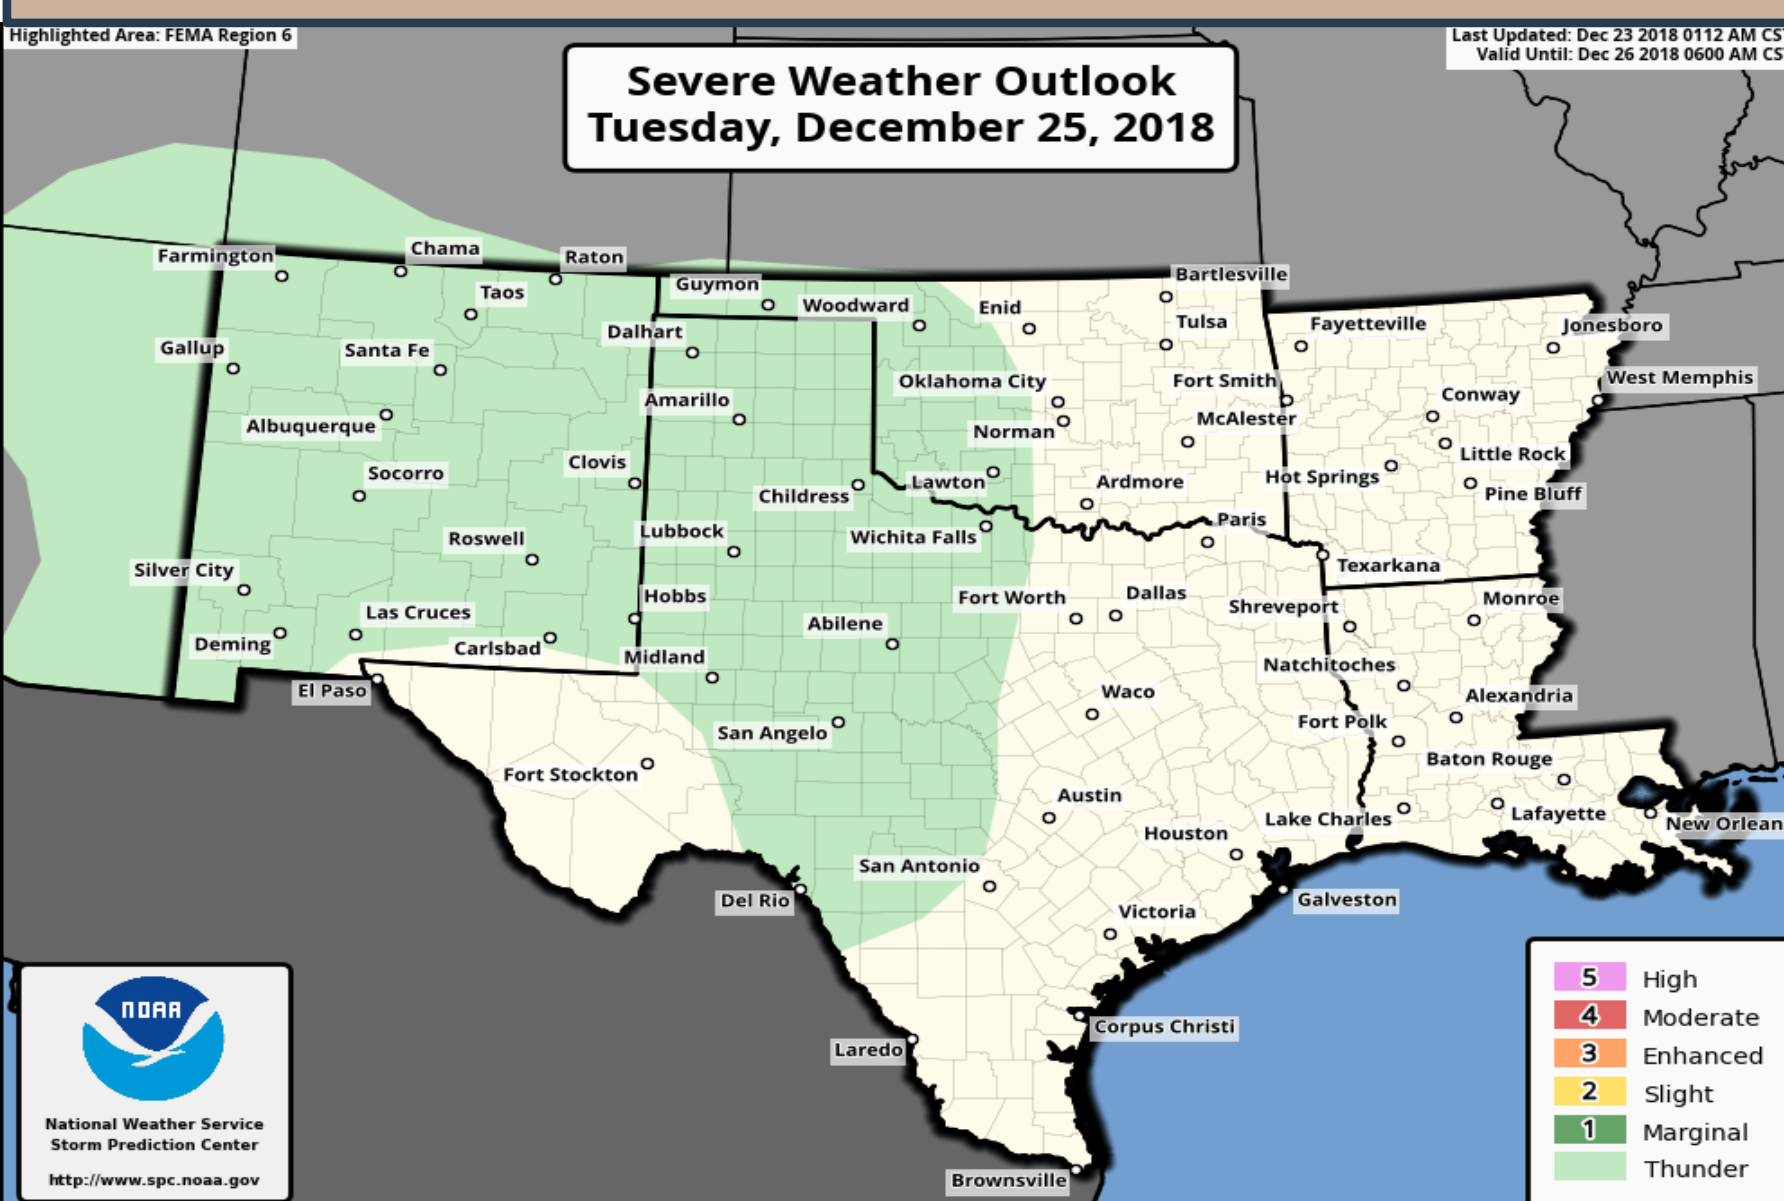 Highlighted Area: FEMA Region 6
Last Updated: Dec 23 2018 0112 AM CS
Valid Until: Dec 26 2018 0600 AM CS
Severe Weather Outlook
Tuesday, December 25, 2018
Farmington
Chama
Raton
Taos
Guymon
Woodward
Enid
Bartlesville
Tulsa
Fayetteville
Jonesboro
Dalhart
Gallup
Santa Fe
Oklahoma City
Fort Smith
West Memphis
Amarillo
Conway
Albuquerque
Norman
McAlester
Little Rock
Socorro
Clovis
Childress
Lawton
Ardmore
Hot Springs
Pine Bluff
Roswell
Lubbock
Wichita Falls
Paris
Texarkana
Silver City
Las Cruces
Hobbs
Fort Worth
Dallas
Shreveport
Monroe
Deming
Carlsbad
Midland
Abilene
Natchitoches
El Paso
Waco
Alexandria
San Angelo
Fort Polk
Fort Stockton
Baton Rouge
Austin
Houston
Lake Charles
Lafayette
New Orlean
San Antonio
Del Rio
Victoria
Galveston
Corpus Christi
Laredo
Brownsville
NOAA
National Weather Service
Storm Prediction Center
http://www.spc.noaa.gov
5 High
4 Moderate
3 Enhanced
2 Slight
1 Marginal
Thunder